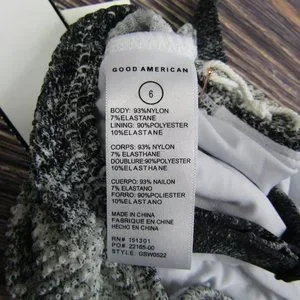 GOOD AMERICAN
6
BODY: 93%NYLON
7%ELASTANE
LINING: 90%POLYESTER
10%ELASTANE
CORPS: 93% NYLON
7% ELASTHANE
DOUBLURE:90%POLYESTER
10%ELASTHANE
CUERPO: 93% NAILON
7% ELASTANO
FORRO: 90%POLIESTER
10%ELASTANO
MADE IN CHINA
FABRIQUE EN CHINE
HECHO EN CHINA
RN# 151301
PO# 22165-00
STYLE: GSW0522